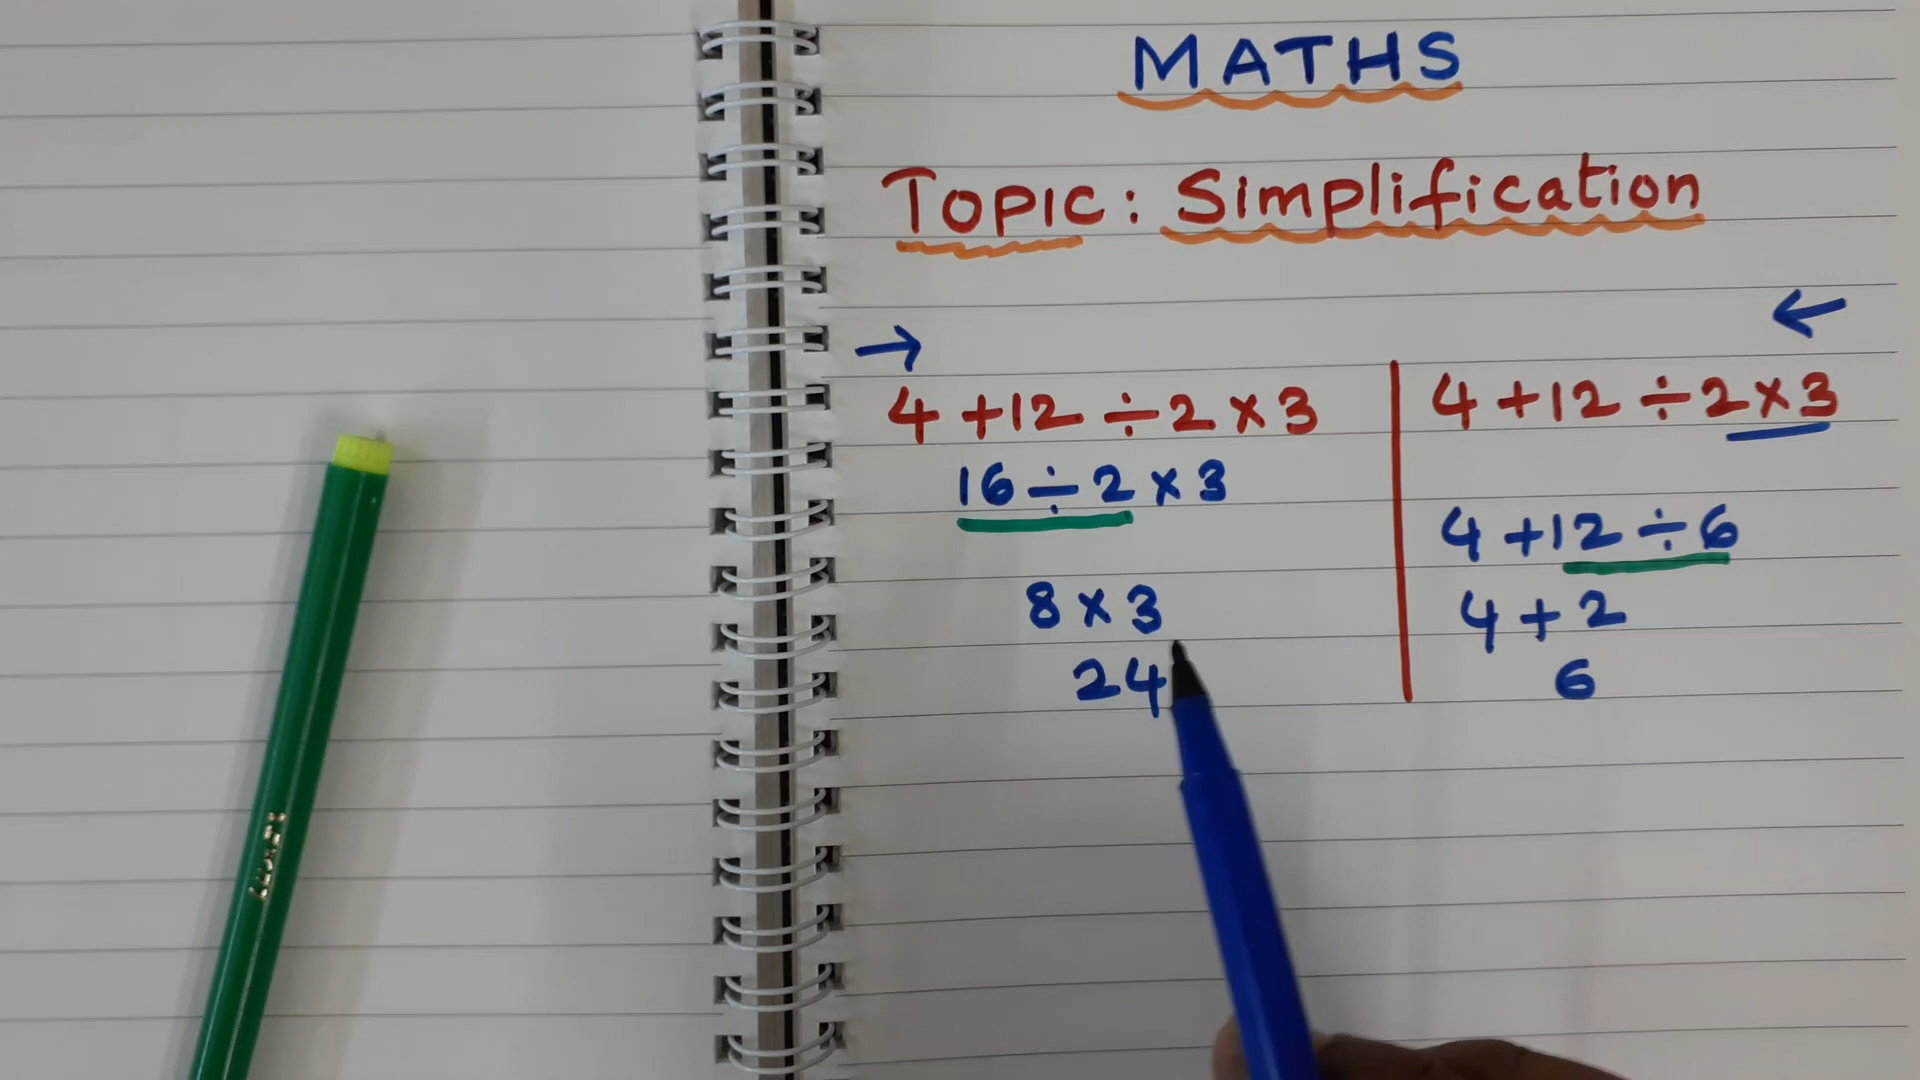 MATHS
TOPIC: Simplification
→
4 +12 ÷2 × 3
16 ÷ 2 × 3
8 × 3
24
←
4 +12 ÷2 × 3
4 +12 ÷ 6
4 + 2
6